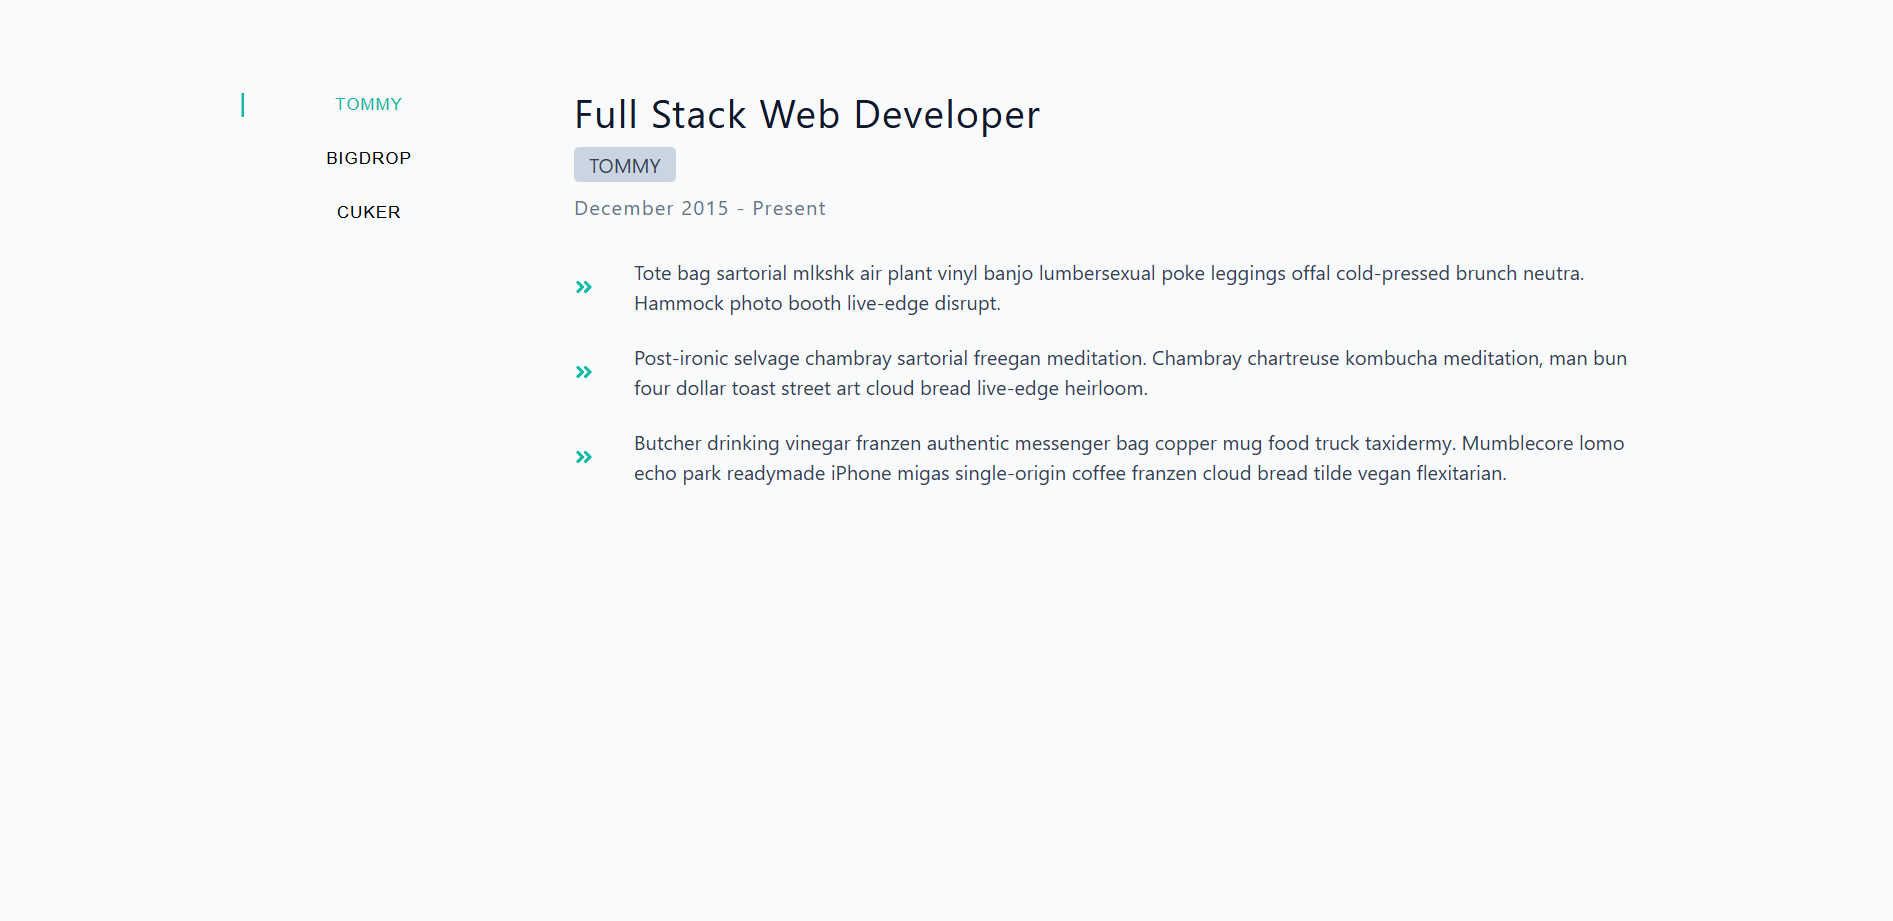 TOMMY
BIGDROP
CUKER
Full Stack Web Developer
TOMMY
December 2015 - Present
Tote bag sartorial mlkshk air plant vinyl banjo lumbersexual poke leggings offal cold-pressed brunch neutra.
Hammock photo booth live-edge disrupt.
Post-ironic selvage chambray sartorial freegan meditation. Chambray chartreuse kombucha meditation, man bun
four dollar toast street art cloud bread live-edge heirloom.
Butcher drinking vinegar franzen authentic messenger bag copper mug food truck taxidermy. Mumblecore lomo
echo park readymade iPhone migas single-origin coffee franzen cloud bread tilde vegan flexitarian.